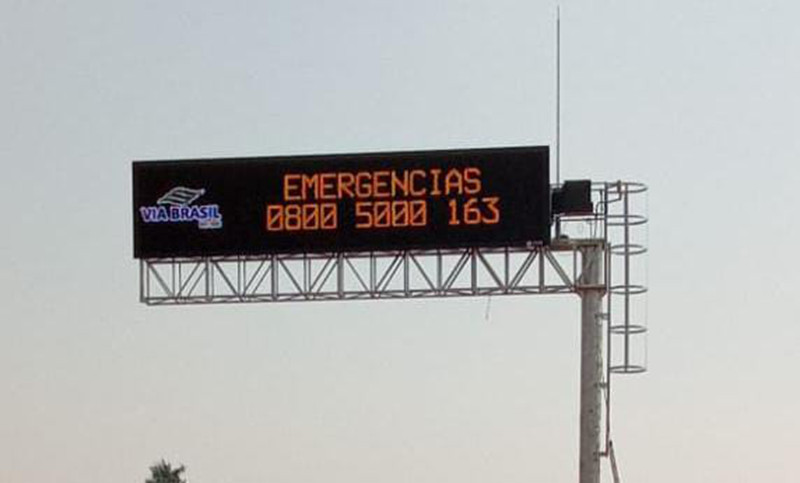 EMERGENCIAS
0800 5000 163
VIA BRASIL